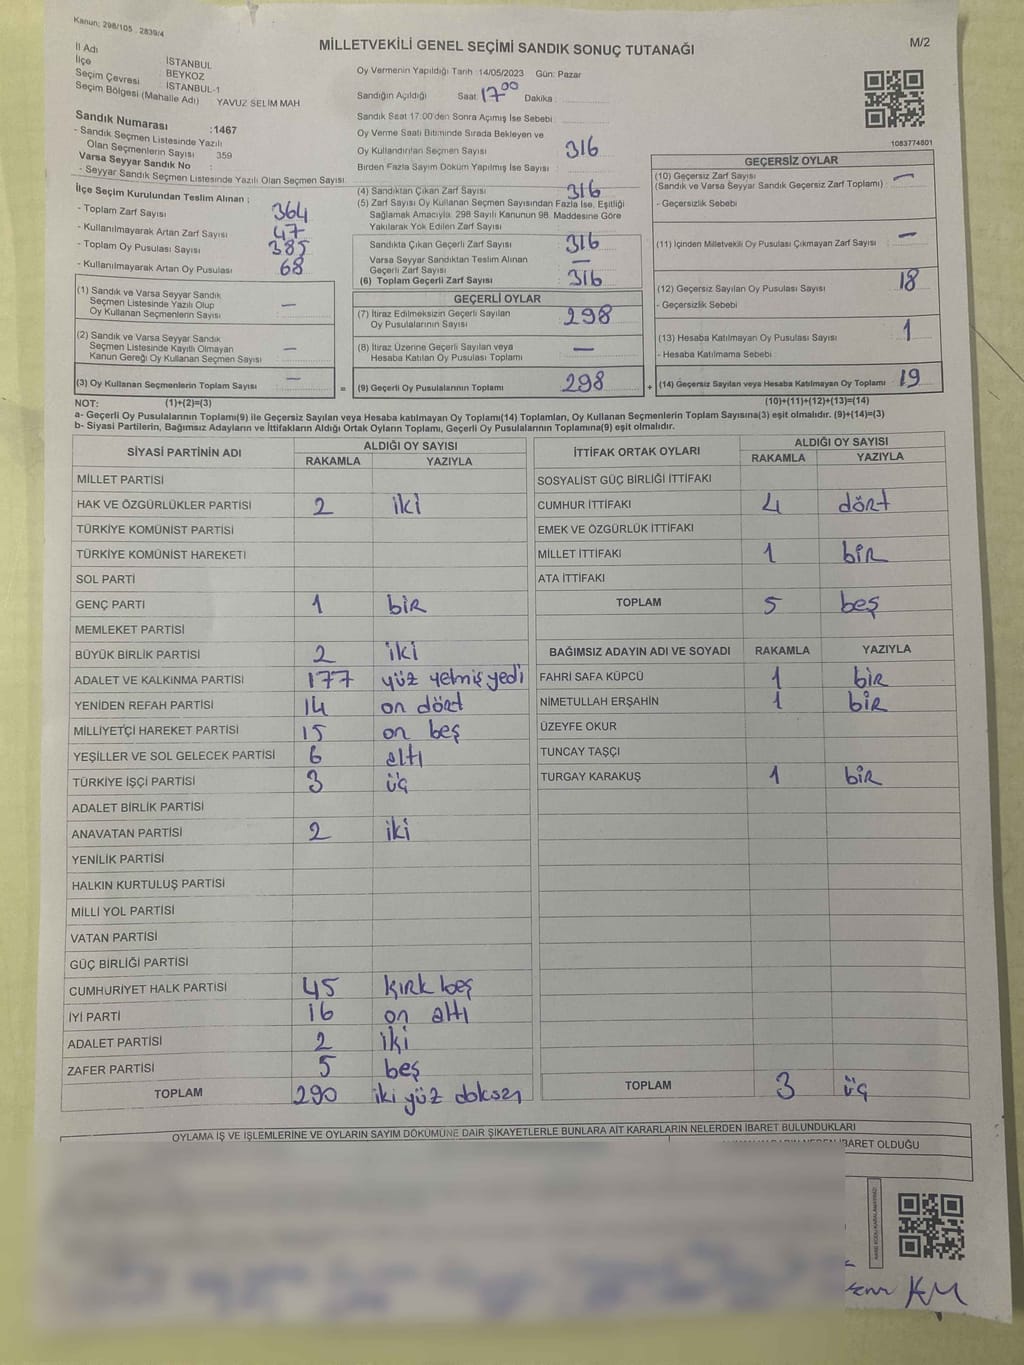 Kanun: 298/105 , 2839/4
MİLLETVEKİLİ GENEL SEÇİMİ SANDIK SONUÇ TUTANAĞI
M/2
İl Adı İSTANBUL
İlçe BEYKOZ
Seçim Çevresi İSTANBUL-1
Seçim Bölgesi (Mahalle Adı) YAVUZ SELİM MAH
Sandık Numarası :1467
- Sandık Seçmen Listesinde Yazılı
Olan Seçmenlerin Sayısı 359
Varsa Seyyar Sandık No :
- Seyyar Sandık Seçmen Listesinde Yazılı Olan Seçmen Sayısı
İlçe Seçim Kurulundan Teslim Alınan ;
- Toplam Zarf Sayısı 364
- Kullanılmayarak Artan Zarf Sayısı 47
- Toplam Oy Pusulası Sayısı 385
- Kullanılmayarak Artan Oy Pusulası 68
(1) Sandık ve Varsa Seyyar Sandık
Seçmen Listesinde Yazılı Olup
Oy Kullanan Seçmenlerin Sayısı —
(2) Sandık ve Varsa Seyyar Sandık
Seçmen Listesinde Kayıtlı Olmayan
Kanun Gereği Oy Kullanan Seçmen Sayısı —
(3) Oy Kullanan Seçmenlerin Toplam Sayısı —
Oy Vermenin Yapıldığı Tarih 14/05/2023 Gün: Pazar
Sandığın Açıldığı Saat 17 00 Dakika :
Sandık Saat 17:00'den Sonra Açımış İse Sebebi :
Oy Verme Saati Bitiminde Sırada Bekleyen ve
Oy Kullandırılan Seçmen Sayısı 316
Birden Fazla Sayım Döküm Yapılmış İse Sayısı :
(4) Sandıktan Çıkan Zarf Sayısı 316
(5) Zarf Sayısı Oy Kullanan Seçmen Sayısından Fazla İse, Eşitliği
Sağlamak Amacıyla, 298 Sayılı Kanunun 98. Maddesine Göre
Yakılarak Yok Edilen Zarf Sayısı
Sandıkta Çıkan Geçerli Zarf Sayısı 316
Varsa Seyyar Sandıktan Teslim Alınan
Geçerli Zarf Sayısı —
(6) Toplam Geçerli Zarf Sayısı 316
GEÇERLİ OYLAR
(7) İtiraz Edilmeksizin Geçerli Sayılan
Oy Pusulalarının Sayısı 298
(8) İtiraz Üzerine Geçerli Sayılan veya
Hesaba Katılan Oy Pusulası Toplamı —
= (9) Geçerli Oy Pusulalarının Toplamı 298
1083774801
GEÇERSİZ OYLAR
(10) Geçersiz Zarf Sayısı
(Sandık ve Varsa Seyyar Sandık Geçersiz Zarf Toplamı) —
- Geçersizlik Sebebi
(11) İçinden Milletvekili Oy Pusulası Çıkmayan Zarf Sayısı —
(12) Geçersiz Sayılan Oy Pusulası Sayısı 18
- Geçersizlik Sebebi
(13) Hesaba Katılmayan Oy Pusulası Sayısı 1
- Hesaba Katılmama Sebebi
+ (14) Geçersiz Sayılan veya Hesaba Katılmayan Oy Toplamı 19
NOT: (1)+(2)=(3) (10)+(11)+(12)+(13)=(14)
a- Geçerli Oy Pusulalarının Toplamı(9) ile Geçersiz Sayılan veya Hesaba katılmayan Oy Toplamı(14) Toplamları, Oy Kullanan Seçmenlerin Toplam Sayısına(3) eşit olmalıdır. (9)+(14)=(3)
b- Siyasi Partilerin, Bağımsız Adayların ve İttifakların Aldığı Ortak Oyların Toplamı, Geçerli Oy Pusulalarının Toplamına(9) eşit olmalıdır.
SİYASİ PARTİNİN ADI ALDIĞI OY SAYISI
RAKAMLA YAZIYLA
MİLLET PARTİSİ
HAK VE ÖZGÜRLÜKLER PARTİSİ 2 iki
TÜRKİYE KOMÜNİST PARTİSİ
TÜRKİYE KOMÜNİST HAREKETİ
SOL PARTİ
GENÇ PARTİ 1 bir
MEMLEKET PARTİSİ
BÜYÜK BİRLİK PARTİSİ 2 iki
ADALET VE KALKINMA PARTİSİ 177 yüz yetmiş yedi
YENİDEN REFAH PARTİSİ 14 on dört
MİLLİYETÇİ HAREKET PARTİSİ 15 on beş
YEŞİLLER VE SOL GELECEK PARTİSİ 6 altı
TÜRKİYE İŞÇİ PARTİSİ 3 üç
ADALET BİRLİK PARTİSİ
ANAVATAN PARTİSİ 2 iki
YENİLİK PARTİSİ
HALKIN KURTULUŞ PARTİSİ
MİLLİ YOL PARTİSİ
VATAN PARTİSİ
GÜÇ BİRLİĞİ PARTİSİ
CUMHURİYET HALK PARTİSİ 45 kırk beş
İYİ PARTİ 16 on altı
ADALET PARTİSİ 2 iki
ZAFER PARTİSİ 5 beş
TOPLAM 290 iki yüz doksan
İTTİFAK ORTAK OYLARI ALDIĞI OY SAYISI
RAKAMLA YAZIYLA
SOSYALİST GÜÇ BİRLİĞİ İTTİFAKI
CUMHUR İTTİFAKI 4 dört
EMEK VE ÖZGÜRLÜK İTTİFAKI
MİLLET İTTİFAKI 1 bir
ATA İTTİFAKI
TOPLAM 5 beş
BAĞIMSIZ ADAYIN ADI VE SOYADI RAKAMLA YAZIYLA
FAHRİ SAFA KÜPCÜ 1 bir
NİMETULLAH ERŞAHİN 1 bir
ÜZEYFE OKUR
TUNCAY TAŞÇI
TURGAY KARAKUŞ 1 bir
TOPLAM 3 üç
OYLAMA İŞ VE İŞLEMLERİNE VE OYLARIN SAYIM DÖKÜMÜNE DAİR ŞİKAYETLERLE BUNLARA AİT KARARLARIN NELERDEN İBARET BULUNDUKLARI
İBARET OLDUĞU